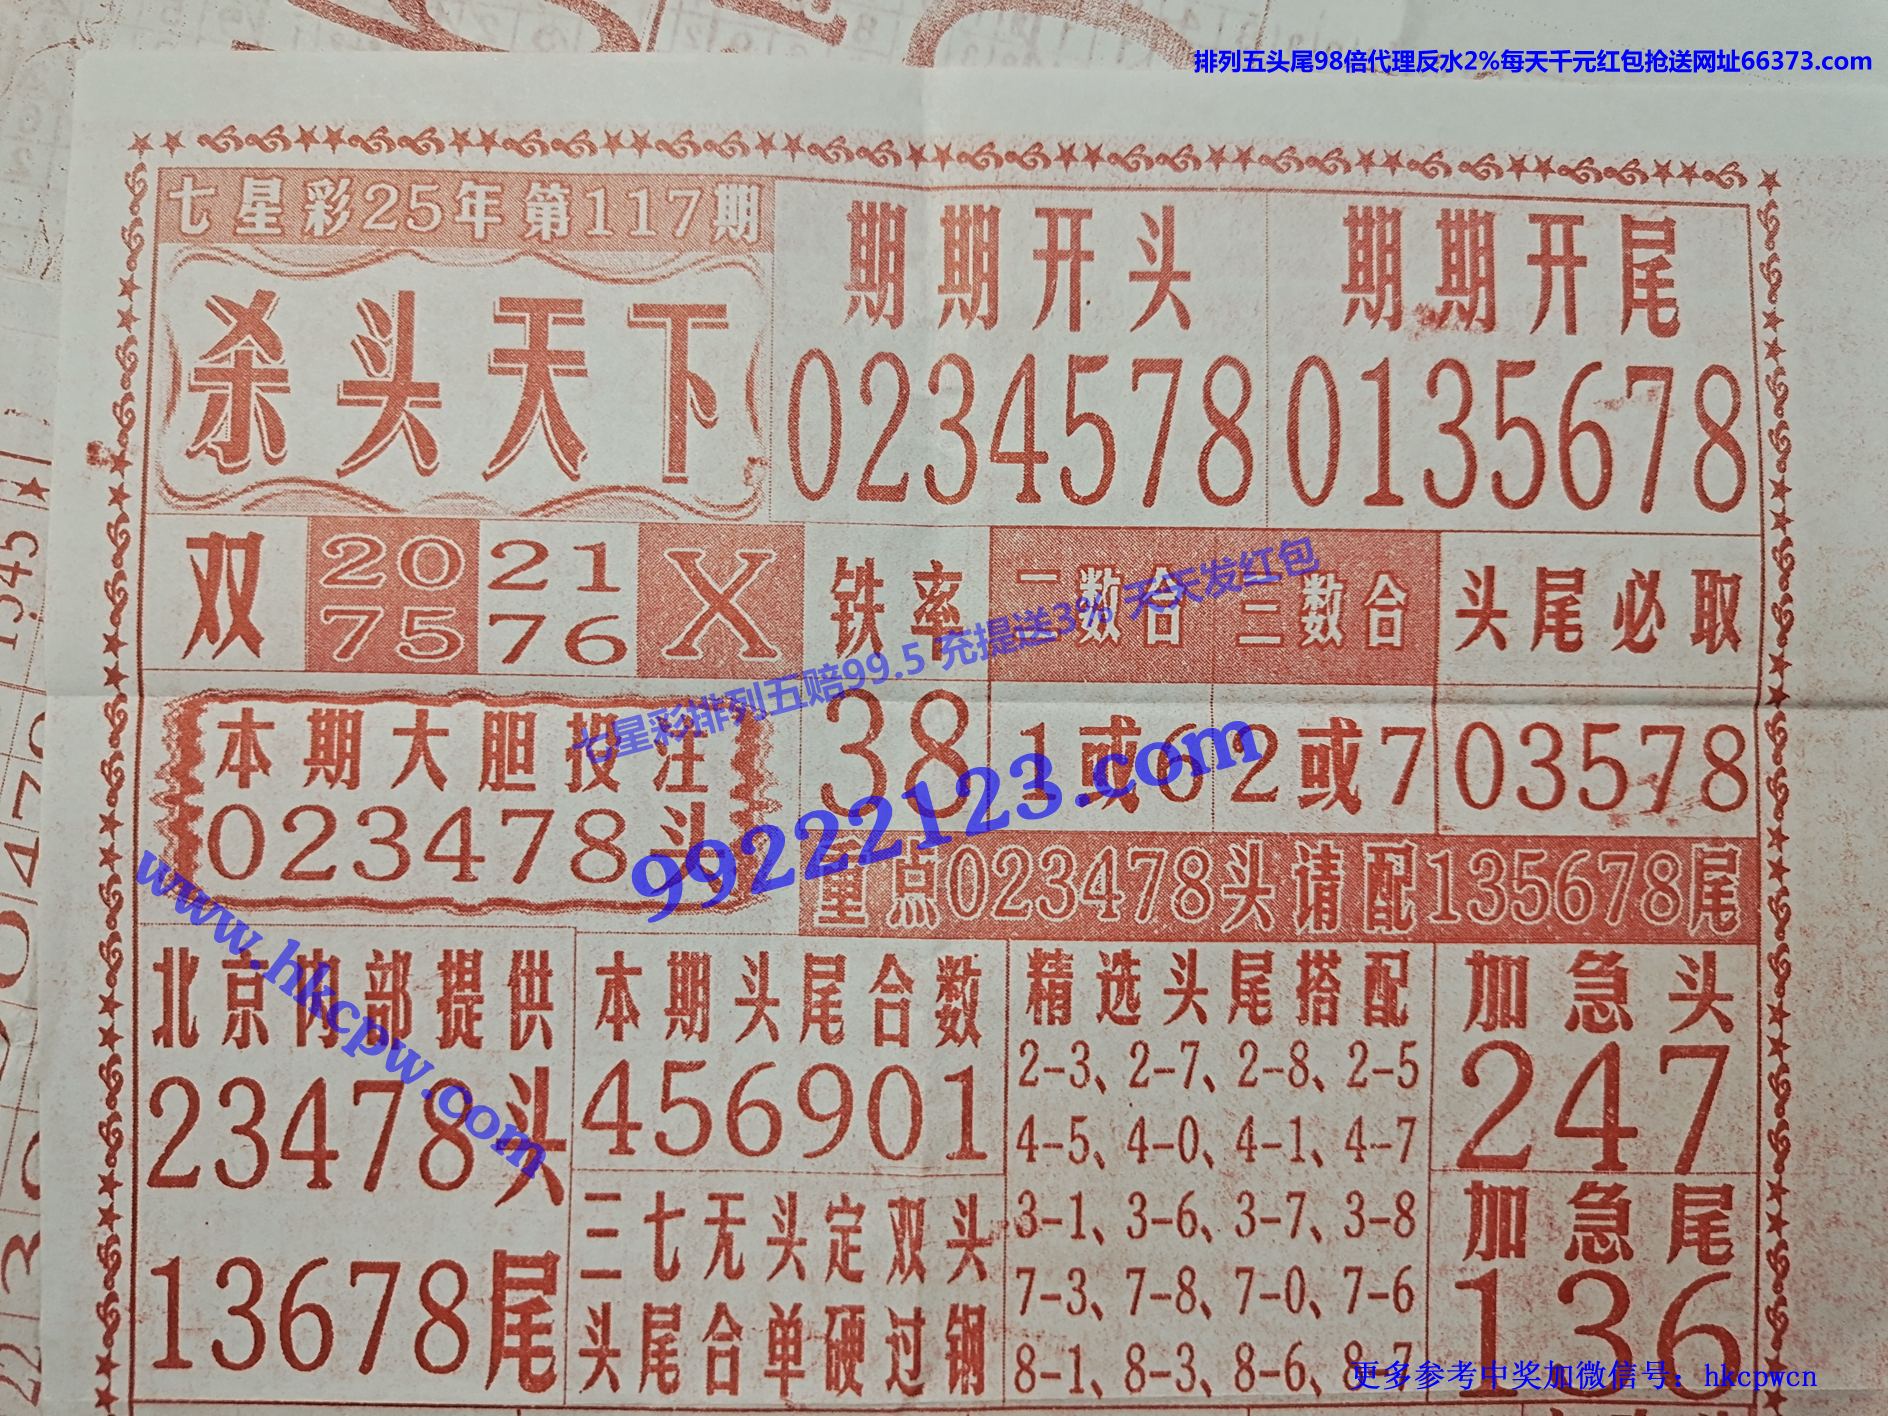 排列五头尾98倍代理反水2%每天千元红包抢送网址66373.com
七星彩25年第117期
杀头天下
期期开头
0234578
期期开尾
0135678
双
20
75
21
76
X
铁率
38
二数合
1或6
二数合
2或7
头尾必取
03578
七星彩排列五赔99.5 充提送3% 天天发红包
99222123.com
本期大胆投注
023478头
重点023478头请配135678尾
www.hkcpw.com
北京内部提供
23478头
13678尾
本期头尾合数
456901
三七无头定双头
头尾合单硬过钢
精选头尾搭配
2-3、2-7、2-8、2-5
4-5、4-0、4-1、4-7
3-1、3-6、3-7、3-8
7-3、7-8、7-0、7-6
8-1、8-3、8-6、8-7
加急头
247
加急尾
136
更多参考中奖加微信号：hkcpwcn